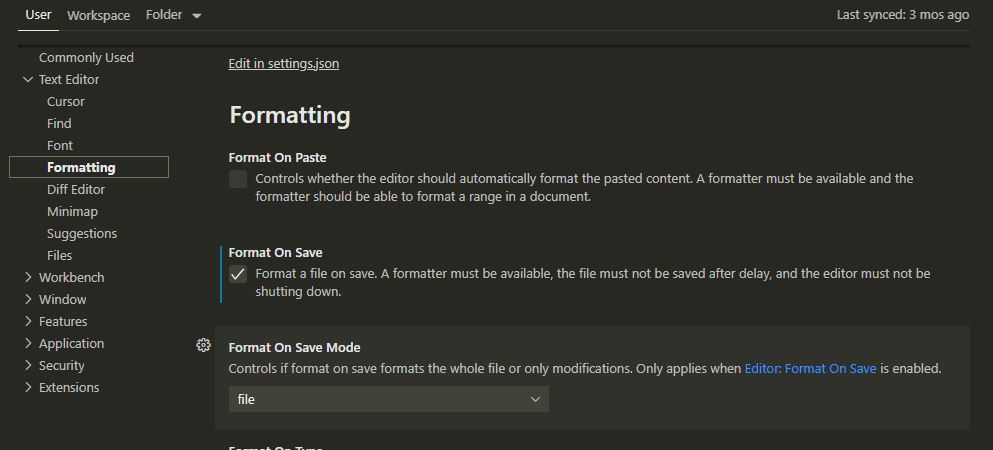 User Workspace Folder Last synced: 3 mos ago
Commonly Used
Text Editor
Cursor
Find
Font
Formatting
Diff Editor
Minimap
Suggestions
Files
Workbench
Window
Features
Application
Security
Extensions
Edit in settings.json
Formatting
Format On Paste
Controls whether the editor should automatically format the pasted content. A formatter must be available and the
formatter should be able to format a range in a document.
Format On Save
Format a file on save. A formatter must be available, the file must not be saved after delay, and the editor must not be
shutting down.
Format On Save Mode
Controls if format on save formats the whole file or only modifications. Only applies when Editor: Format On Save is enabled.
file
Format On Type